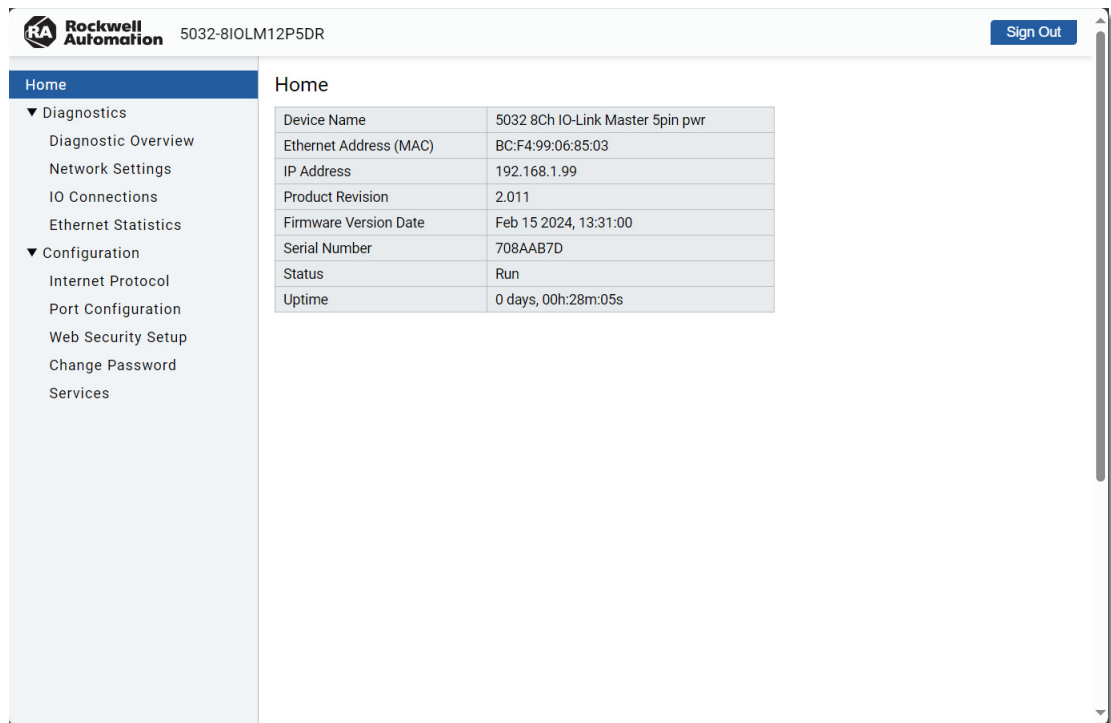 RA Rockwell Automation 5032-8IOLM12P5DR Sign Out
Home
▼ Diagnostics
Diagnostic Overview
Network Settings
IO Connections
Ethernet Statistics
▼ Configuration
Internet Protocol
Port Configuration
Web Security Setup
Change Password
Services
Home
Device Name 5032 8Ch IO-Link Master 5pin pwr
Ethernet Address (MAC) BC:F4:99:06:85:03
IP Address 192.168.1.99
Product Revision 2.011
Firmware Version Date Feb 15 2024, 13:31:00
Serial Number 708AAB7D
Status Run
Uptime 0 days, 00h:28m:05s